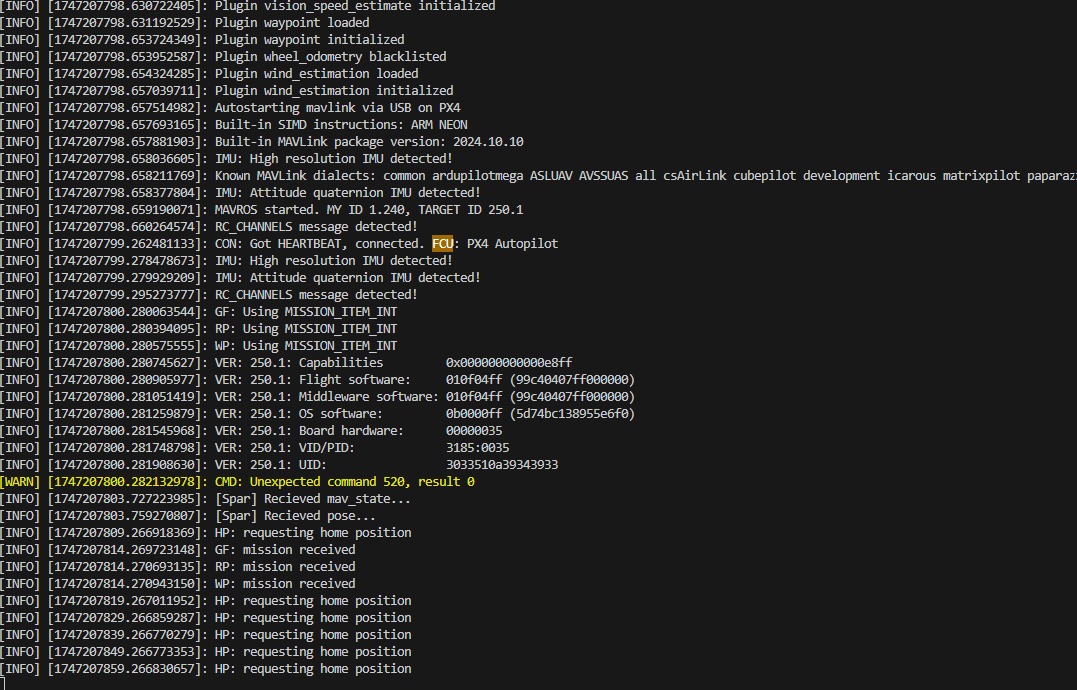 [INFO] [1747207798.630722405]: Plugin vision_speed_estimate initialized
[INFO] [1747207798.631192529]: Plugin waypoint loaded
[INFO] [1747207798.653724349]: Plugin waypoint initialized
[INFO] [1747207798.653952587]: Plugin wheel_odometry blacklisted
[INFO] [1747207798.654324285]: Plugin wind_estimation loaded
[INFO] [1747207798.657039711]: Plugin wind_estimation initialized
[INFO] [1747207798.657514982]: Autostarting mavlink via USB on PX4
[INFO] [1747207798.657693165]: Built-in SIMD instructions: ARM NEON
[INFO] [1747207798.657881903]: Built-in MAVLink package version: 2024.10.10
[INFO] [1747207798.658036605]: IMU: High resolution IMU detected!
[INFO] [1747207798.658211769]: Known MAVLink dialects: common ardupilotmega ASLUAV AVSSUAS all csAirLink cubepilot development icarous matrixpilot paparaz
[INFO] [1747207798.658377804]: IMU: Attitude quaternion IMU detected!
[INFO] [1747207798.659190071]: MAVROS started. MY ID 1.240, TARGET ID 250.1
[INFO] [1747207798.660264574]: RC_CHANNELS message detected!
[INFO] [1747207799.262481133]: CON: Got HEARTBEAT, connected. FCU: PX4 Autopilot
[INFO] [1747207799.278478673]: IMU: High resolution IMU detected!
[INFO] [1747207799.279929209]: IMU: Attitude quaternion IMU detected!
[INFO] [1747207799.295273777]: RC_CHANNELS message detected!
[INFO] [1747207800.280063544]: GF: Using MISSION_ITEM_INT
[INFO] [1747207800.280394095]: RP: Using MISSION_ITEM_INT
[INFO] [1747207800.280575555]: WP: Using MISSION_ITEM_INT
[INFO] [1747207800.280745627]: VER: 250.1: Capabilities 0x000000000000e8ff
[INFO] [1747207800.280905977]: VER: 250.1: Flight software: 010f04ff (99c40407ff000000)
[INFO] [1747207800.281051419]: VER: 250.1: Middleware software: 010f04ff (99c40407ff000000)
[INFO] [1747207800.281259879]: VER: 250.1: OS software: 0b0000ff (5d74bc138955e6f0)
[INFO] [1747207800.281545968]: VER: 250.1: Board hardware: 00000035
[INFO] [1747207800.281748798]: VER: 250.1: VID/PID: 3185:0035
[INFO] [1747207800.281908630]: VER: 250.1: UID: 3033510a39343933
[WARN] [1747207800.282132978]: CMD: Unexpected command 520, result 0
[INFO] [1747207803.727223985]: [Spar] Recieved mav_state...
[INFO] [1747207803.759270807]: [Spar] Recieved pose...
[INFO] [1747207809.266918369]: HP: requesting home position
[INFO] [1747207814.269723148]: GF: mission received
[INFO] [1747207814.270693135]: RP: mission received
[INFO] [1747207814.270943150]: WP: mission received
[INFO] [1747207819.267011952]: HP: requesting home position
[INFO] [1747207829.266859287]: HP: requesting home position
[INFO] [1747207839.266770279]: HP: requesting home position
[INFO] [1747207849.266773353]: HP: requesting home position
[INFO] [1747207859.266830657]: HP: requesting home position